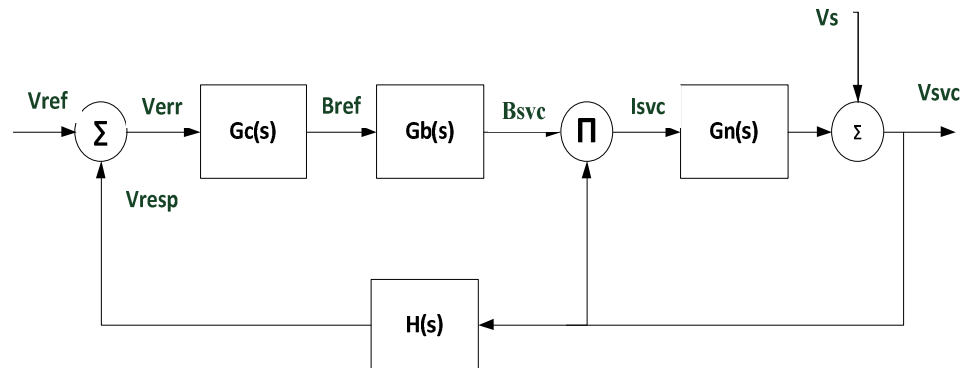 Vs
Vref
Verr
Bref
Bsvc
Isvc
Vsvc
Σ
Gc(s)
Gb(s)
Π
Gn(s)
Σ
Vresp
H(s)